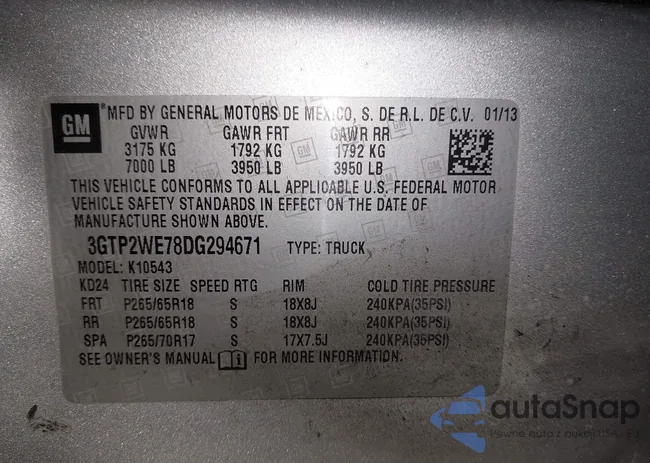 GM
® MFD BY GENERAL MOTORS DE MEXICO, S. DE R.L. DE C.V. 01/13
GVWR GAWR FRT GAWR RR
3175 KG 1792 KG 1792 KG
7000 LB 3950 LB 3950 LB
THIS VEHICLE CONFORMS TO ALL APPLICABLE U.S. FEDERAL MOTOR
VEHICLE SAFETY STANDARDS IN EFFECT ON THE DATE OF
MANUFACTURE SHOWN ABOVE.
3GTP2WE78DG294671 TYPE: TRUCK
MODEL: K10543
KD24 TIRE SIZE SPEED RTG RIM COLD TIRE PRESSURE
FRT P265/65R18 S 18X8J 240KPA(35PSI)
RR P265/65R18 S 18X8J 240KPA(35PSI)
SPA P265/70R17 S 17X7.5J 240KPA(35PSI)
SEE OWNER'S MANUAL FOR MORE INFORMATION.
autaSnap
Pewne auta z aukcji USA